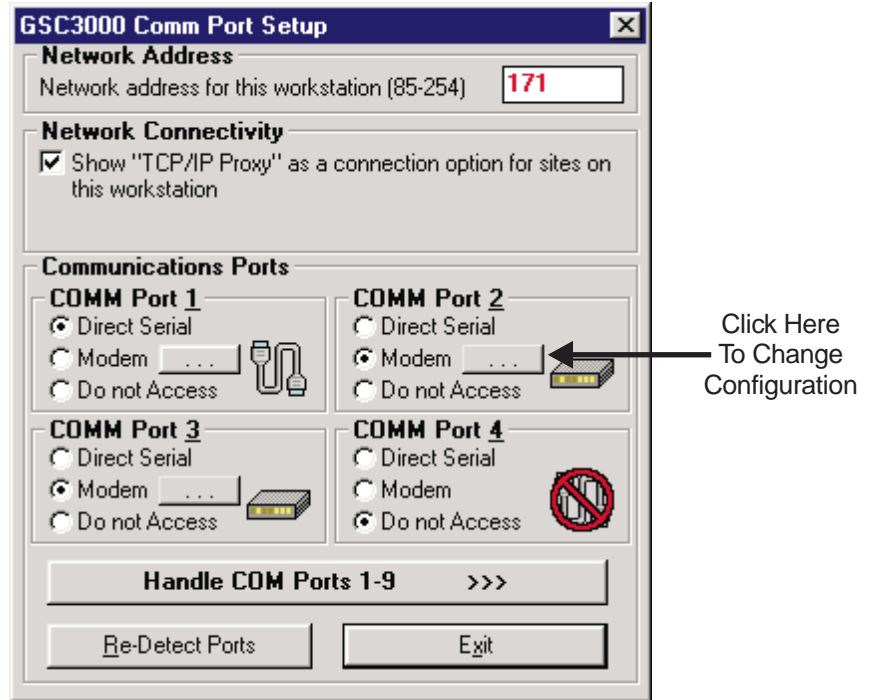 GSC3000 Comm Port Setup
Network Address
Network address for this workstation (85-254) 171
Network Connectivity
Show "TCP/IP Proxy" as a connection option for sites on
this workstation
Communications Ports
COMM Port 1
Direct Serial
Modem ...
Do not Access
COMM Port 2
Direct Serial
Modem ...
Do not Access
Click Here
To Change
Configuration
COMM Port 3
Direct Serial
Modem ...
Do not Access
COMM Port 4
Direct Serial
Modem
Do not Access
Handle COM Ports 1-9 >>>
Re-Detect Ports
Exit